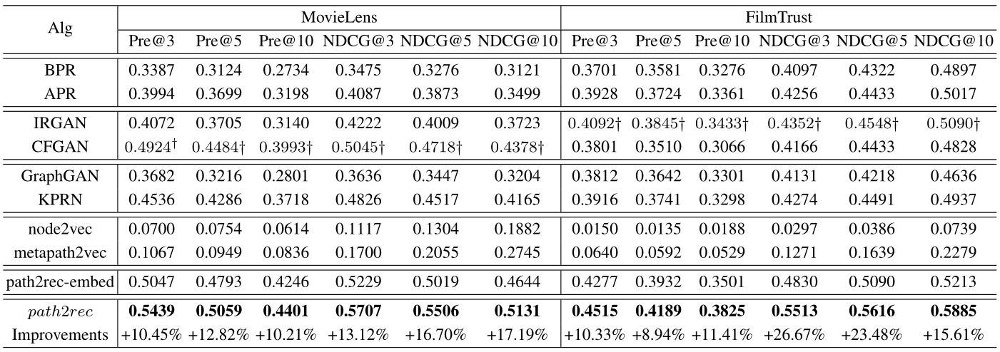 Alg MovieLens FilmTrust
Pre@3 Pre@5 Pre@10 NDCG@3 NDCG@5 NDCG@10 Pre@3 Pre@5 Pre@10 NDCG@3 NDCG@5 NDCG@10
BPR 0.3387 0.3124 0.2734 0.3475 0.3276 0.3121 0.3701 0.3581 0.3276 0.4097 0.4322 0.4897
APR 0.3994 0.3699 0.3198 0.4087 0.3873 0.3499 0.3928 0.3724 0.3361 0.4256 0.4433 0.5017
IRGAN 0.4072 0.3705 0.3140 0.4222 0.4009 0.3723 0.4092† 0.3845† 0.3433† 0.4352† 0.4548† 0.5090†
CFGAN 0.4924† 0.4484† 0.3993† 0.5045† 0.4718† 0.4378† 0.3801 0.3510 0.3066 0.4166 0.4433 0.4828
GraphGAN 0.3682 0.3216 0.2801 0.3636 0.3447 0.3204 0.3812 0.3642 0.3301 0.4131 0.4218 0.4636
KPRN 0.4536 0.4286 0.3718 0.4826 0.4517 0.4165 0.3916 0.3741 0.3298 0.4274 0.4491 0.4937
node2vec 0.0700 0.0754 0.0614 0.1117 0.1304 0.1882 0.0150 0.0135 0.0188 0.0297 0.0386 0.0739
metapath2vec 0.1067 0.0949 0.0836 0.1700 0.2055 0.2745 0.0640 0.0592 0.0529 0.1271 0.1639 0.2279
path2rec-embed 0.5047 0.4793 0.4246 0.5229 0.5019 0.4644 0.4277 0.3932 0.3501 0.4830 0.5090 0.5213
path2rec 0.5439 0.5059 0.4401 0.5707 0.5506 0.5131 0.4515 0.4189 0.3825 0.5513 0.5616 0.5885
Improvements +10.45% +12.82% +10.21% +13.12% +16.70% +17.19% +10.33% +8.94% +11.41% +26.67% +23.48% +15.61%